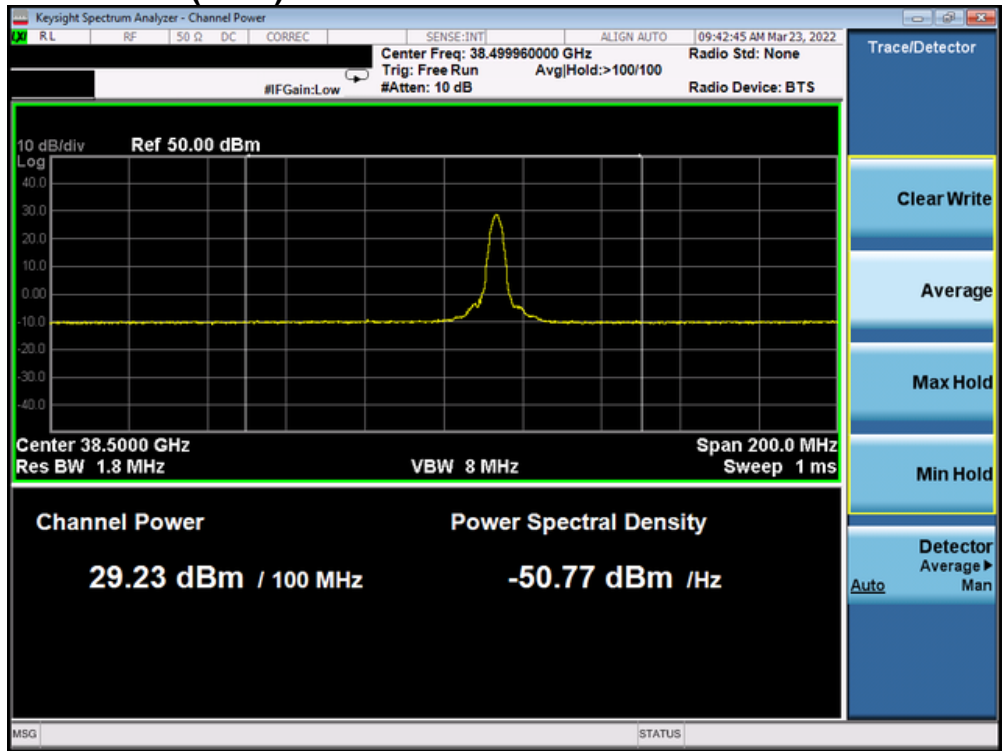 Keysight Spectrum Analyzer - Channel Power
RL RF 50 Ω DC CORREC SENSE:INT ALIGN AUTO 09:42:45 AM Mar 23, 2022
Center Freq: 38.499960000 GHz Radio Std: None
Trig: Free Run Avg|Hold:>100/100
#IFGain:Low #Atten: 10 dB Radio Device: BTS
Trace/Detector
10 dB/div Ref 50.00 dBm
Log
40.0
30.0
20.0
10.0
0.00
-10.0
-20.0
-30.0
-40.0
Center 38.5000 GHz Span 200.0 MHz
Res BW 1.8 MHz VBW 8 MHz Sweep 1 ms
Channel Power Power Spectral Density
29.23 dBm / 100 MHz -50.77 dBm /Hz
Clear Write
Average
Max Hold
Min Hold
Detector
Average▶
Auto Man
MSG STATUS